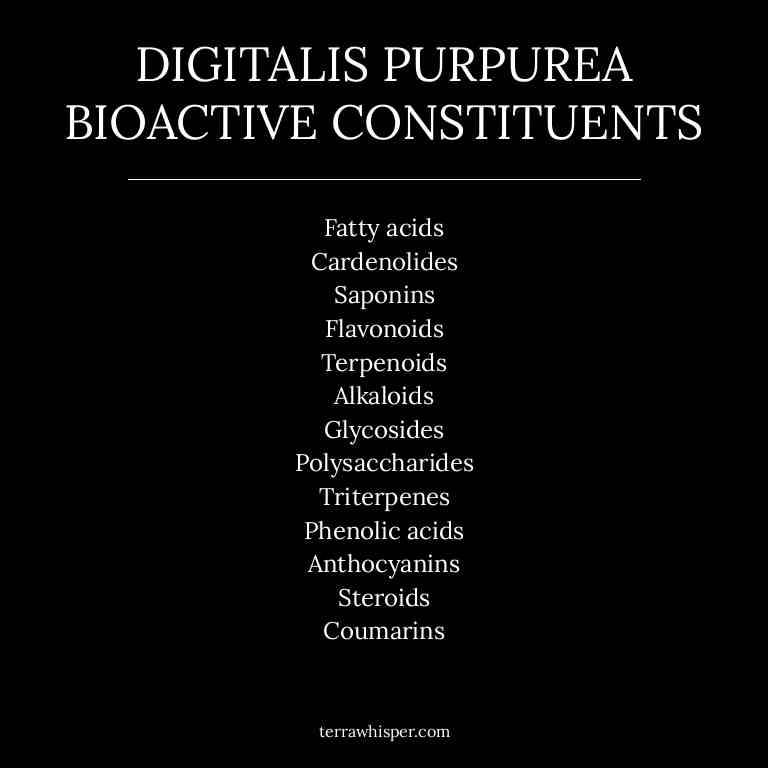 DIGITALIS PURPUREA
BIOACTIVE CONSTITUENTS
Fatty acids
Cardenolides
Saponins
Flavonoids
Terpenoids
Alkaloids
Glycosides
Polysaccharides
Triterpenes
Phenolic acids
Anthocyanins
Steroids
Coumarins
terrawhisper.com